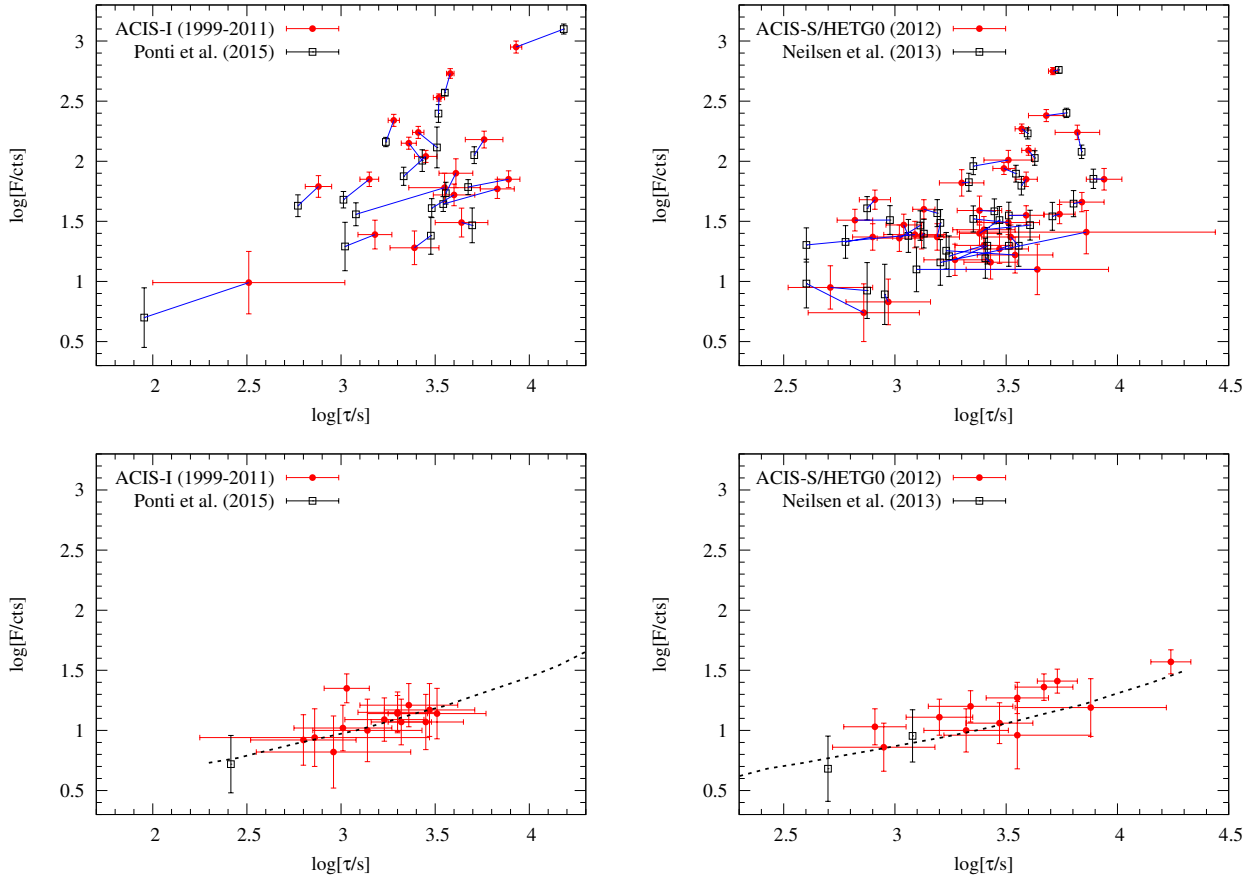 ACIS-I (1999-2011)
Ponti et al. (2015)
log[F/cts]
3
2.5
2
1.5
1
0.5
2
2.5
3
3.5
4
log[τ/s]
ACIS-S/HETG0 (2012)
Neilsen et al. (2013)
log[F/cts]
3
2.5
2
1.5
1
0.5
2.5
3
3.5
4
4.5
log[τ/s]
ACIS-I (1999-2011)
Ponti et al. (2015)
log[F/cts]
3
2.5
2
1.5
1
0.5
2
2.5
3
3.5
4
log[τ/s]
ACIS-S/HETG0 (2012)
Neilsen et al. (2013)
log[F/cts]
3
2.5
2
1.5
1
0.5
2.5
3
3.5
4
4.5
log[τ/s]